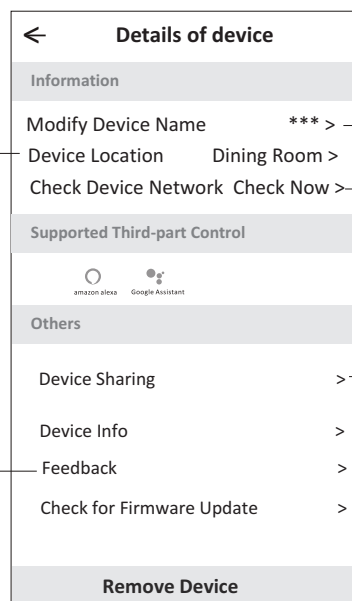 ← Details of device
Information
Modify Device Name *** >
Device Location Dining Room >
Check Device Network Check Now >
Supported Third-part Control
amazon alexa Google Assistant
Others
Device Sharing >
Device Info >
Feedback >
Check for Firmware Update >
Remove Device